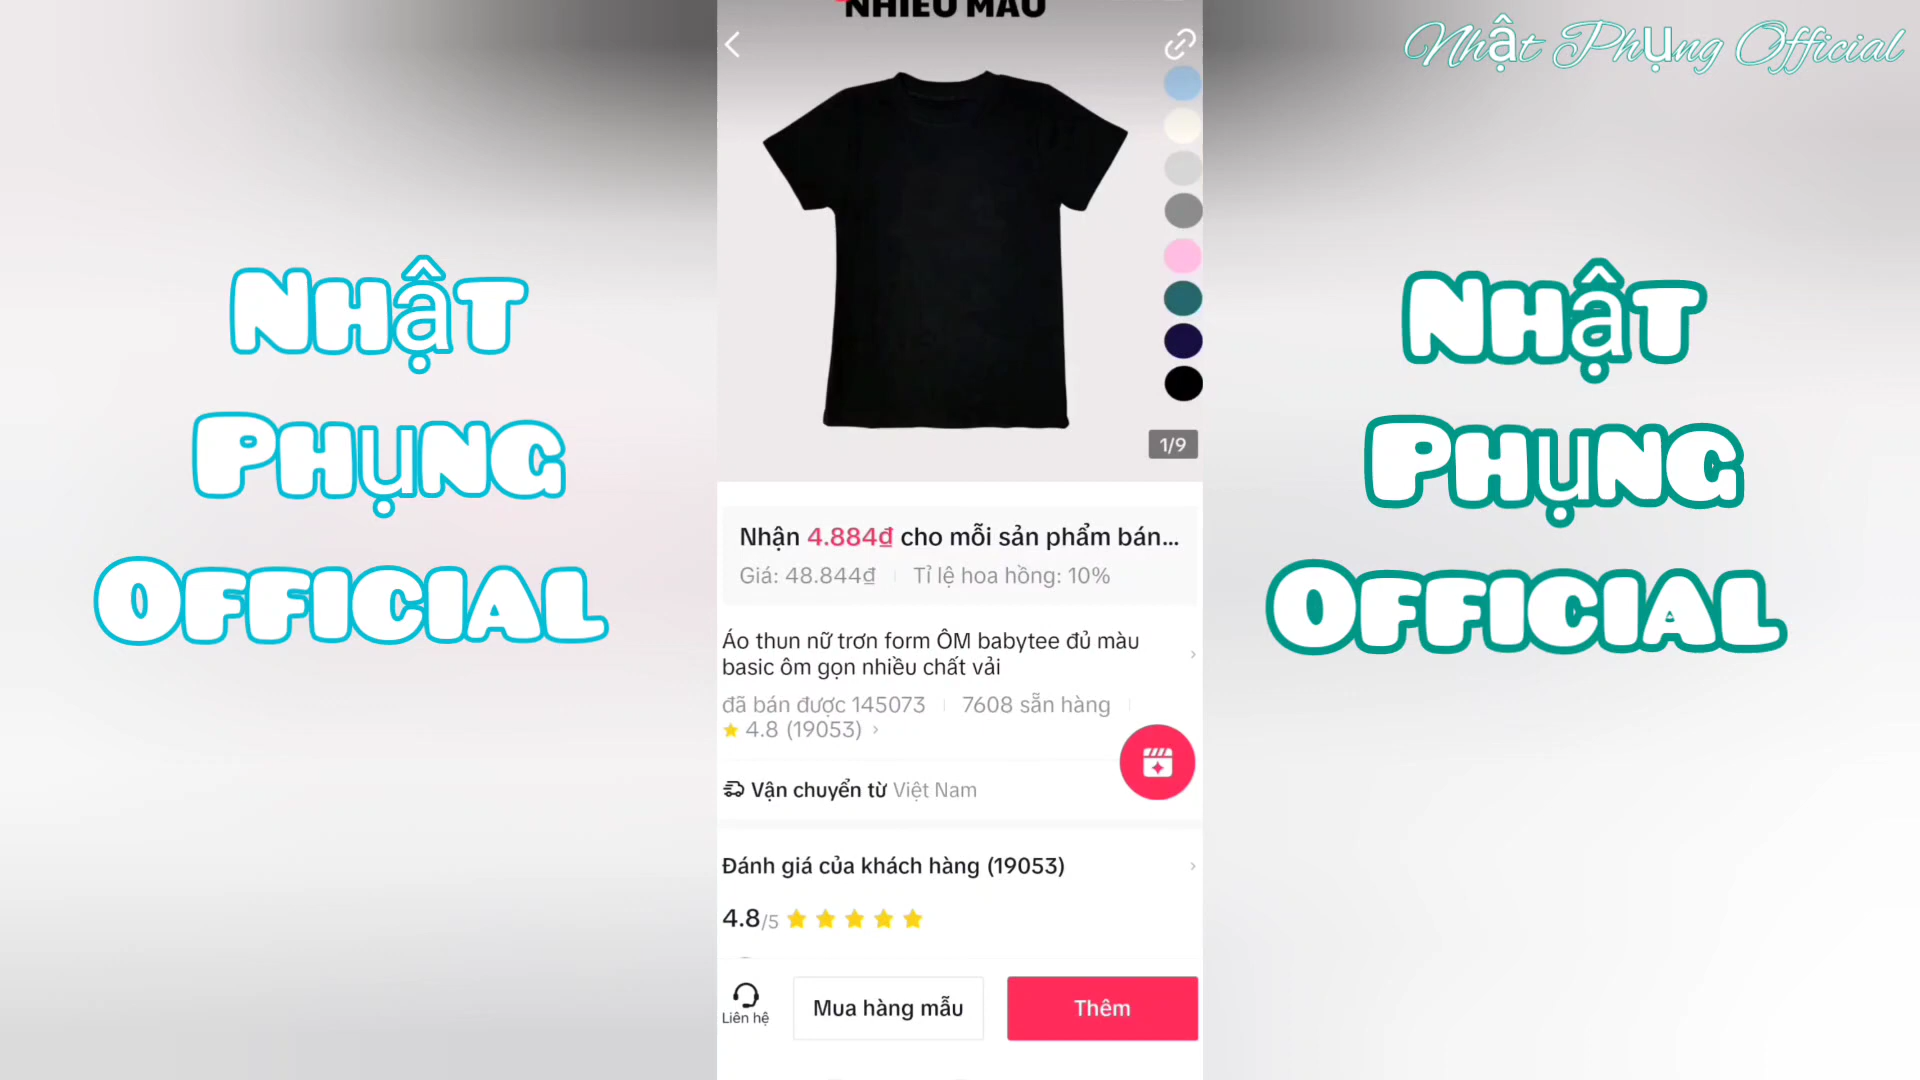 NHIỀU MÀU
Nhật Phụng Official
1/9
Nhật
Phụng
Official
Nhật
Phụng
Official
Nhận 4.884₫ cho mỗi sản phẩm bán...
Giá: 48.844₫ Tỉ lệ hoa hồng: 10%
Áo thun nữ trơn form ÔM babytee đủ màu
basic ôm gọn nhiều chất vải
đã bán được 145073 7608 sẵn hàng
4.8 (19053)
Vận chuyển từ Việt Nam
Đánh giá của khách hàng (19053)
4.8/5
Liên hệ
Mua hàng mẫu
Thêm